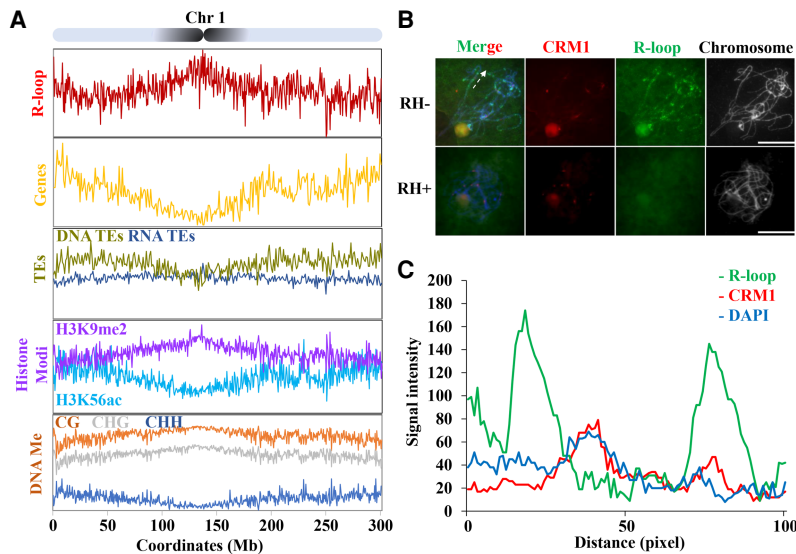 A
Chr 1
R-loop
Genes
DNA TEs RNA TEs
TEs
H3K9me2
Histone
Modi
H3K56ac
CG CHG CHH
DNA Me
0 50 100 150 200 250 300
Coordinates (Mb)
B
Merge CRM1 R-loop Chromosome
RH-
RH+
C
- R-loop
- CRM1
- DAPI
200
180
160
140
120
100
80
60
40
20
0
Signal intensity
0 50 100
Distance (pixel)